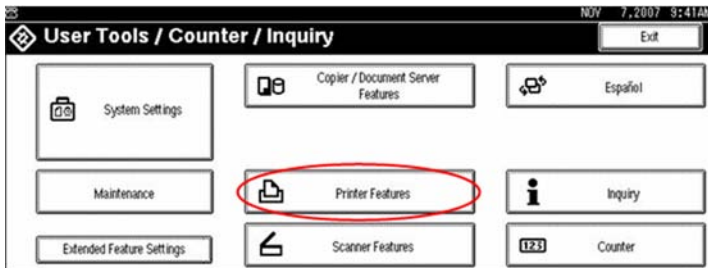 NOV 7,2007 9:41AM
User Tools / Counter / Inquiry
Exit
System Settings
Copier / Document Server
Features
Español
Maintenance
Printer Features
Inquiry
Extended Feature Settings
Scanner Features
123
Counter